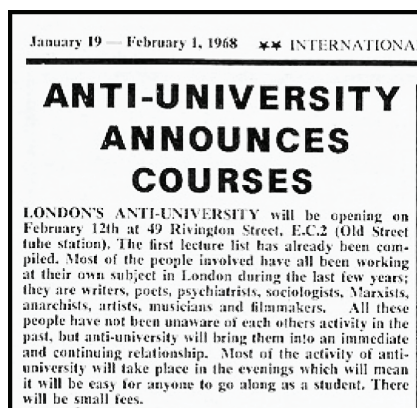 January 19 — February 1, 1968 ★★ INTERNATIONA
ANTI-UNIVERSITY
ANNOUNCES
COURSES
LONDON'S ANTI-UNIVERSITY will be opening on
February 12th at 49 Rivington Street, E.C.2 (Old Street
tube station). The first lecture list has already been com-
piled. Most of the people involved have all been working
at their own subject in London during the last few years;
they are writers, poets, psychiatrists, sociologists, Marxists,
anarchists, artists, musicians and filmmakers. All these
people have not been unaware of each others activity in the
past, but anti-university will bring them into an immediate
and continuing relationship. Most of the activity of anti-
university will take place in the evenings which will mean
it will be easy for anyone to go along as a student. There
will be small fees.